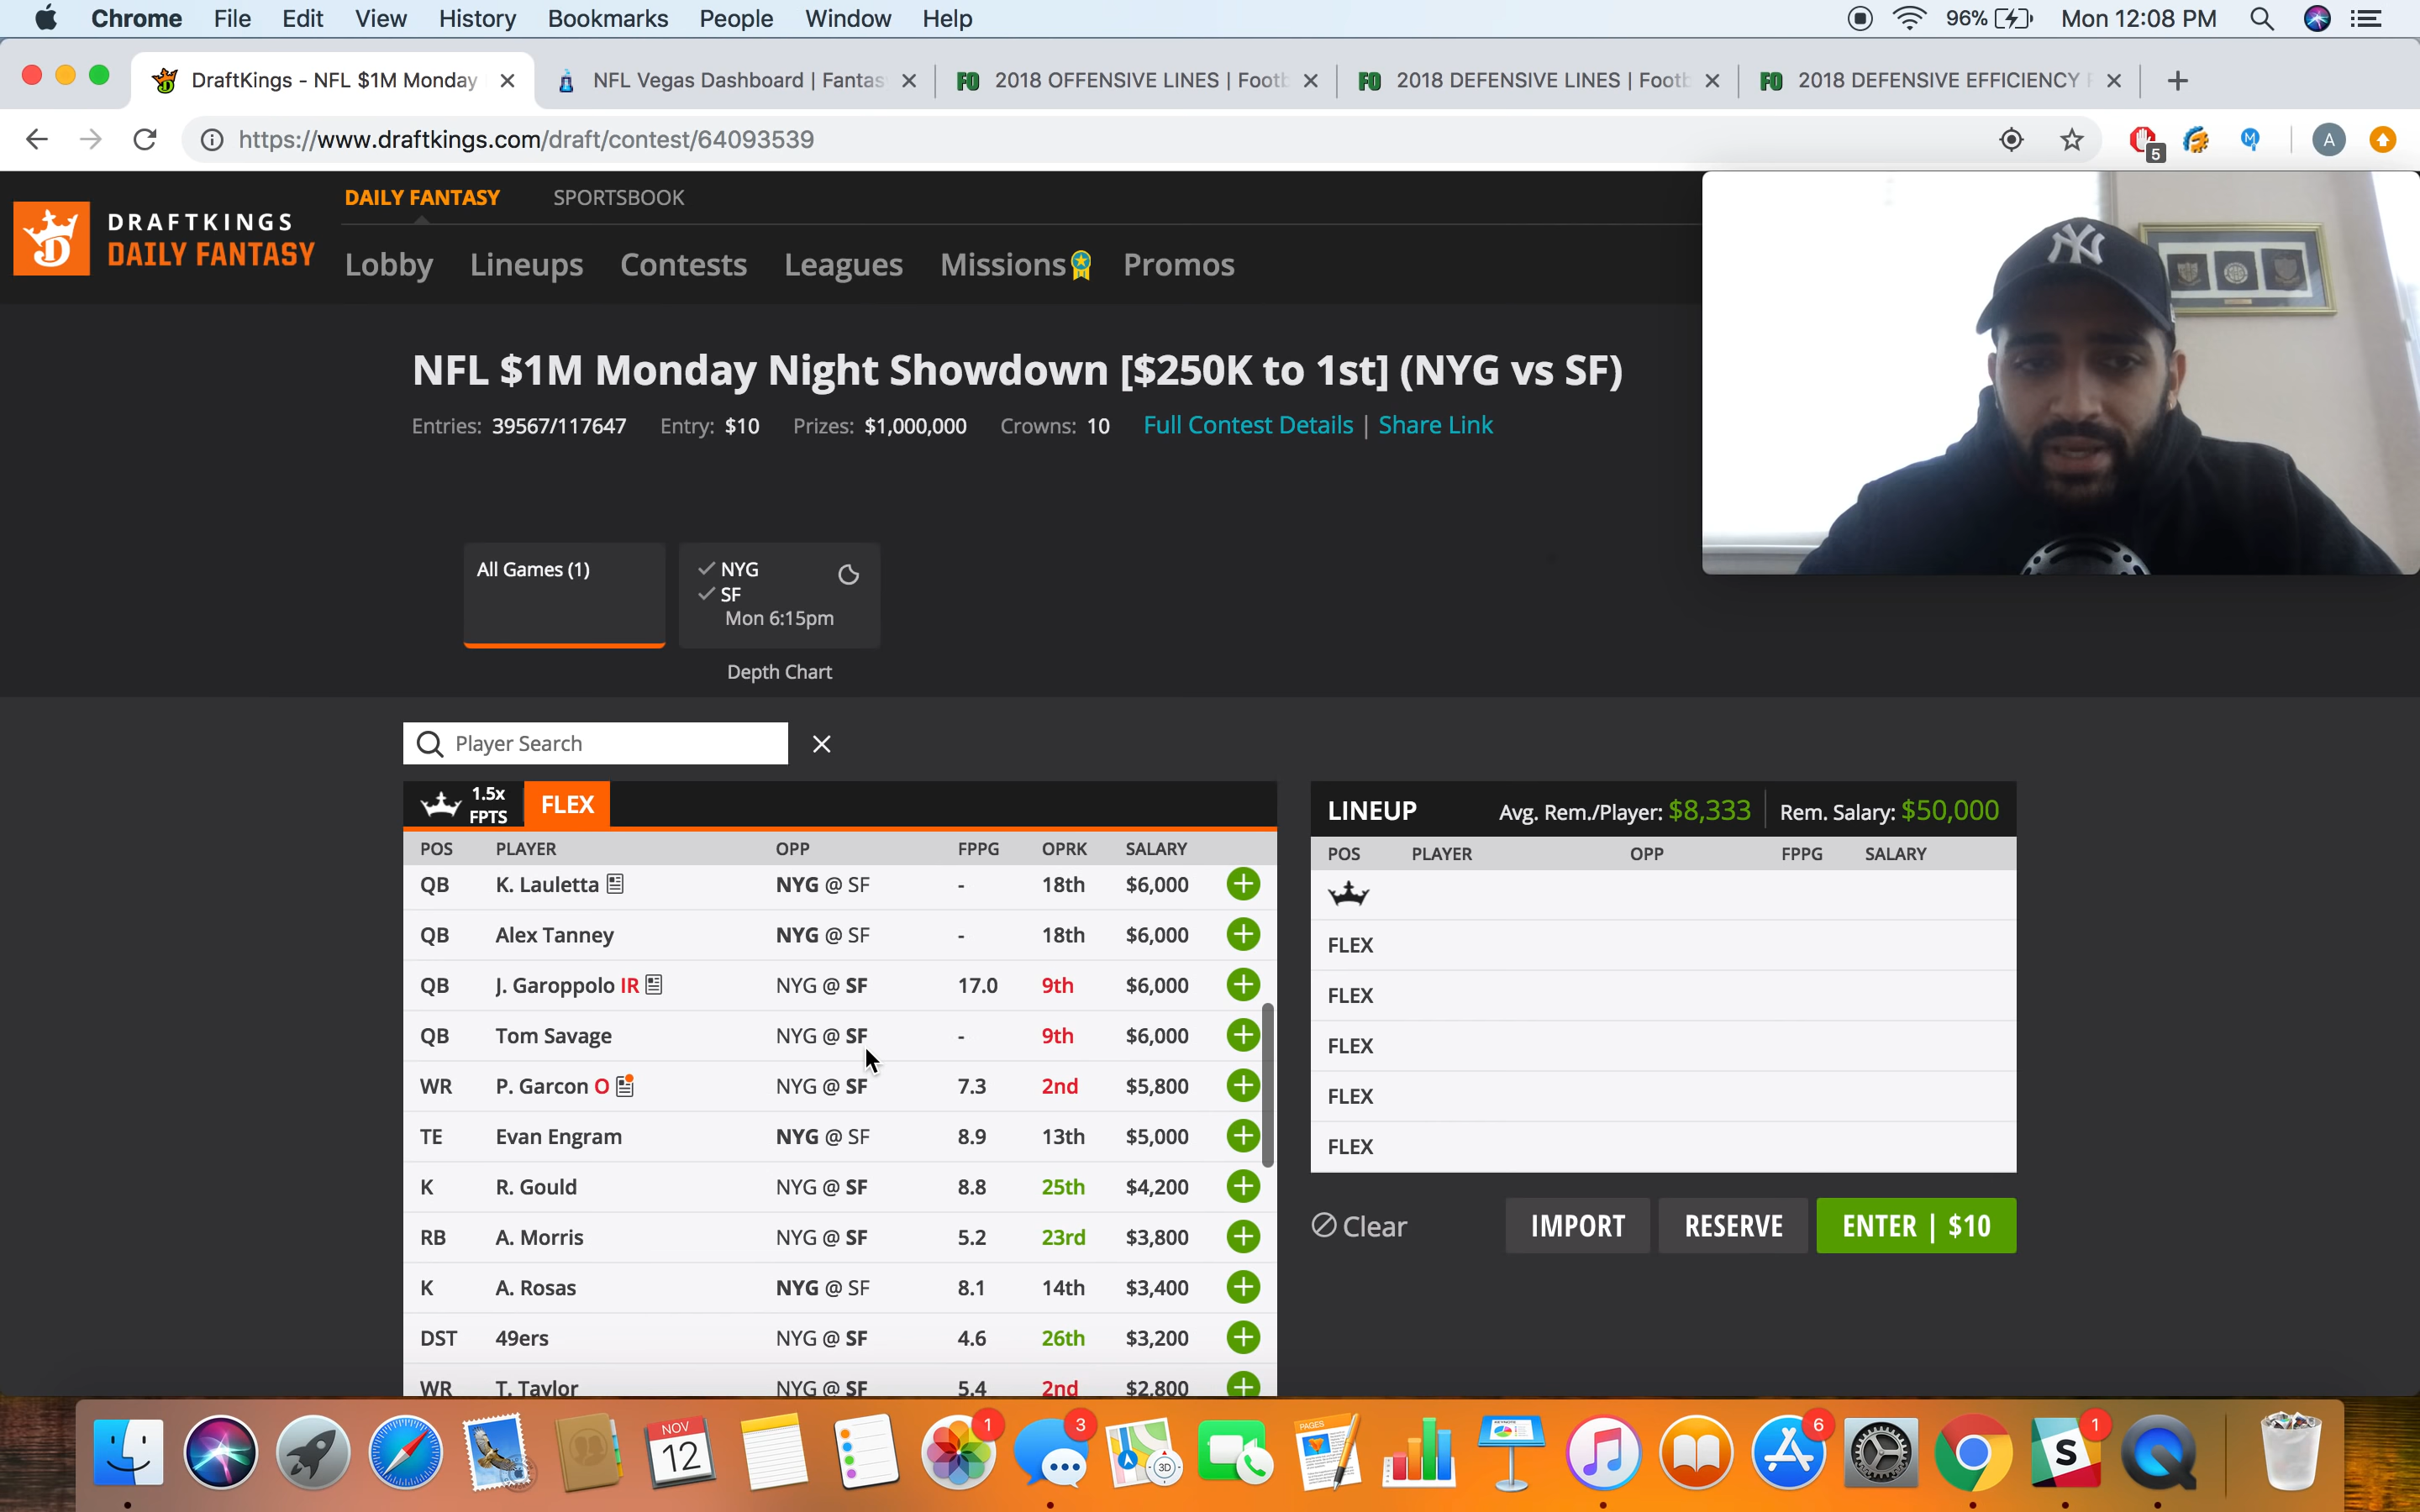 Chrome File Edit View History Bookmarks People Window Help 96% Mon 12:08 PM
DraftKings - NFL $1M Monday NFL Vegas Dashboard | Fantas FO 2018 OFFENSIVE LINES | Footb FO 2018 DEFENSIVE LINES | Footb FO 2018 DEFENSIVE EFFICIENCY
https://www.draftkings.com/draft/contest/64093539 5 M A
DAILY FANTASY SPORTSBOOK
DRAFTKINGS
DAILY FANTASY
Lobby Lineups Contests Leagues Missions Promos
NY
NFL $1M Monday Night Showdown [$250K to 1st] (NYG vs SF)
Entries: 39567/117647 Entry: $10 Prizes: $1,000,000 Crowns: 10 Full Contest Details | Share Link
All Games (1)
NYG
SF
Mon 6:15pm
Depth Chart
Player Search
1.5x
FPTS
FLEX
POS PLAYER OPP FPPG OPRK SALARY
QB K. Lauletta NYG @ SF - 18th $6,000
QB Alex Tanney NYG @ SF - 18th $6,000
QB J. Garoppolo IR NYG @ SF 17.0 9th $6,000
QB Tom Savage NYG @ SF - 9th $6,000
WR P. Garcon O NYG @ SF 7.3 2nd $5,800
TE Evan Engram NYG @ SF 8.9 13th $5,000
K R. Gould NYG @ SF 8.8 25th $4,200
RB A. Morris NYG @ SF 5.2 23rd $3,800
K A. Rosas NYG @ SF 8.1 14th $3,400
DST 49ers NYG @ SF 4.6 26th $3,200
WR T. Taylor NYG @ SF 5.4 2nd $2,800
LINEUP Avg. Rem./Player: $8,333 Rem. Salary: $50,000
POS PLAYER OPP FPPG SALARY
FLEX
FLEX
FLEX
FLEX
FLEX
Clear IMPORT RESERVE ENTER | $10
NOV
12
1
3
3D
PAGES
6
S
1